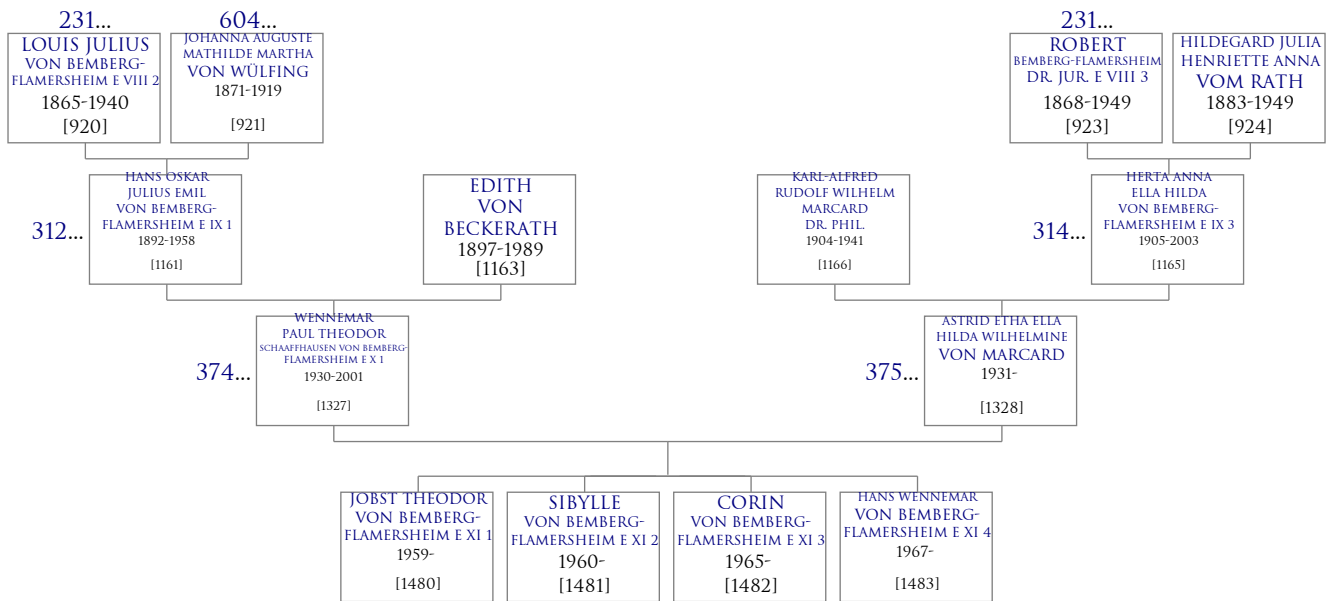 231...
LOUIS JULIUS
VON BEMBERG-
FLAMERSHEIM E VIII 2
1865-1940
[920]
604...
JOHANNA AUGUSTE
MATHILDE MARTHA
VON WÜLFING
1871-1919
[921]
231...
ROBERT
BEMBERG-FLAMERSHEIM
DR. JUR. E VIII 3
1868-1949
[923]
HILDEGARD JULIA
HENRIETTE ANNA
VOM RATH
1883-1949
[924]
312...
HANS OSKAR
JULIUS EMIL
VON BEMBERG-
FLAMERSHEIM E IX 1
1892-1958
[1161]
EDITH
VON
BECKERATH
1897-1989
[1163]
KARL-ALFRED
RUDOLF WILHELM
MARCARD
DR. PHIL.
1904-1941
[1166]
314...
HERTA ANNA
ELLA HILDA
VON BEMBERG-
FLAMERSHEIM E IX 3
1905-2003
[1165]
374...
WENNEMAR
PAUL THEODOR
SCHAAFFHAUSEN VON BEMBERG-
FLAMERSHEIM E X 1
1930-2001
[1327]
375...
ASTRID ETHA ELLA
HILDA WILHELMINE
VON MARCARD
1931-
[1328]
JOBST THEODOR
VON BEMBERG-
FLAMERSHEIM E XI 1
1959-
[1480]
SIBYLLE
VON BEMBERG-
FLAMERSHEIM E XI 2
1960-
[1481]
CORIN
VON BEMBERG-
FLAMERSHEIM E XI 3
1965-
[1482]
HANS WENNEMAR
VON BEMBERG-
FLAMERSHEIM E XI 4
1967-
[1483]